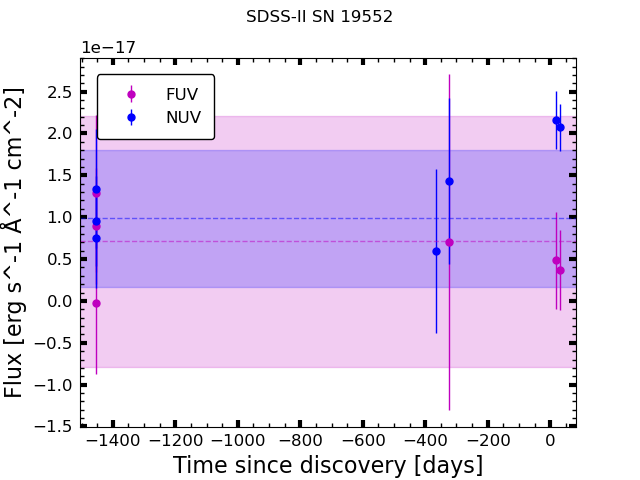 SDSS-II SN 19552
1e−17
FUV
NUV
2.5
2.0
1.5
1.0
0.5
0.0
−0.5
−1.0
−1.5
Flux [erg s^-1 Å^-1 cm^-2]
−1400 −1200 −1000 −800 −600 −400 −200 0
Time since discovery [days]